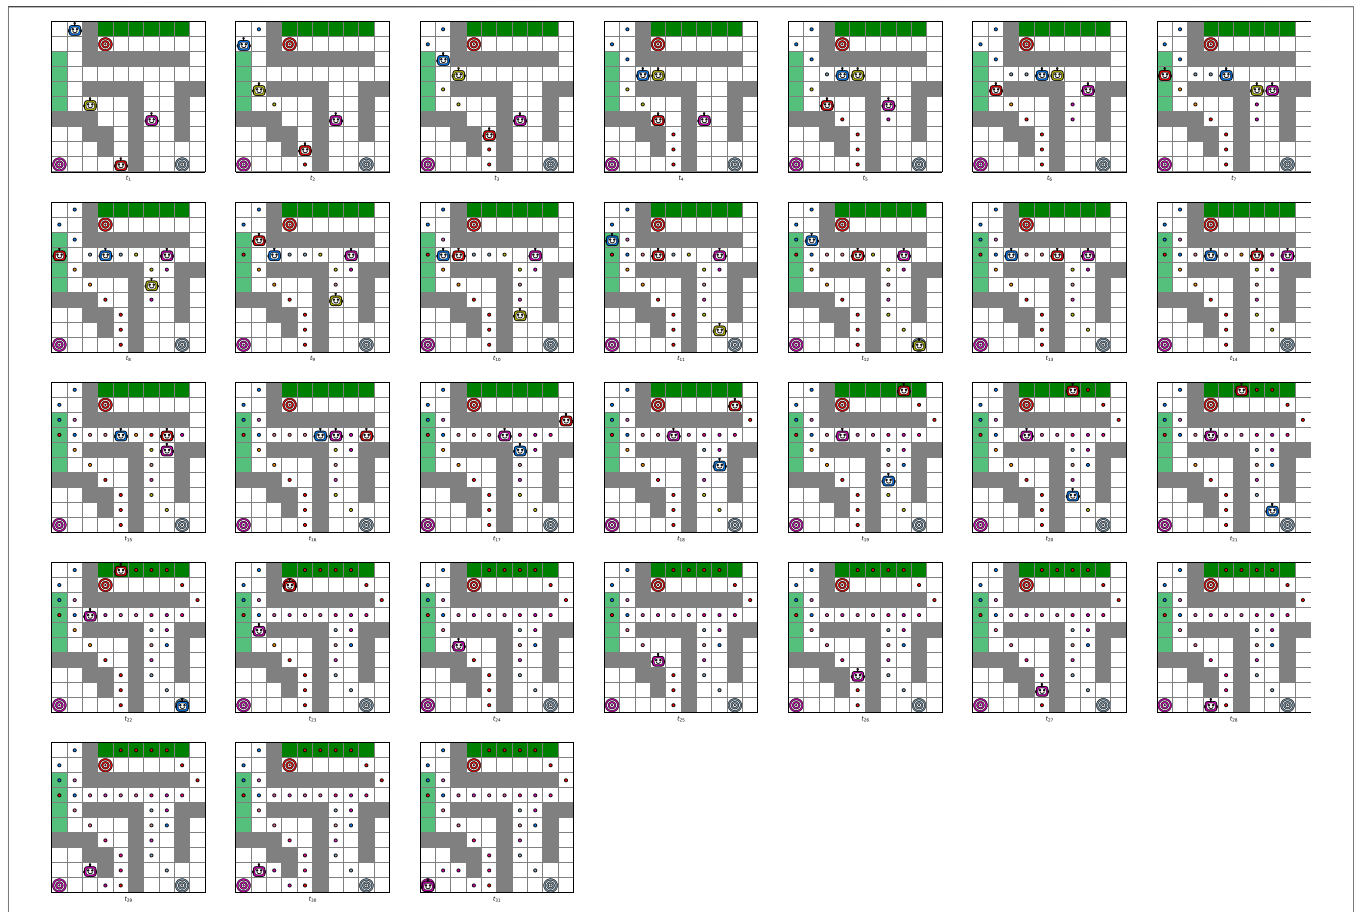 t₁ t₂ t₃ t₄ t₅ t₆ t₇
t₈ t₉ t₁₀ t₁₁ t₁₂ t₁₃ t₁₄
t₁₅ t₁₆ t₁₇ t₁₈ t₁₉ t₂₀ t₂₁
t₂₂ t₂₃ t₂₄ t₂₅ t₂₆ t₂₇ t₂₈
t₂₉ t₃₀ t₃₁